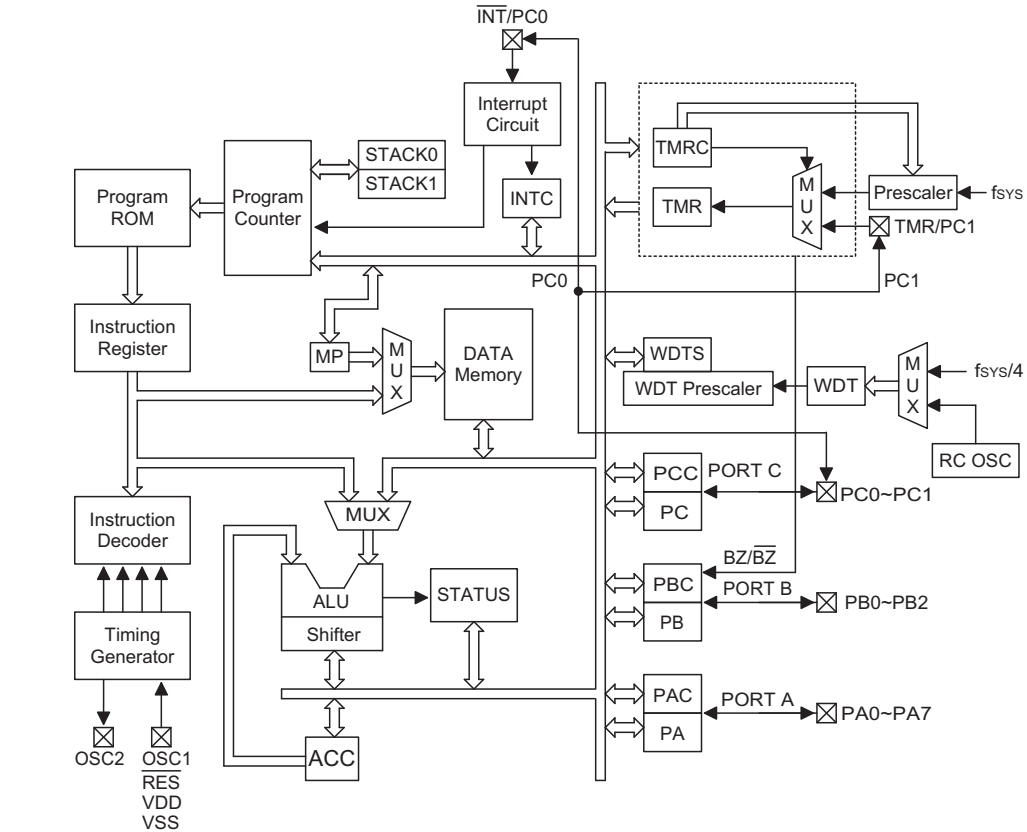 INT/PC0
Interrupt
Circuit
STACK0
STACK1
INTC
Program
ROM
Program
Counter
TMRC
TMR
M
U
X
Prescaler
fSYS
TMR/PC1
PC0
PC1
Instruction
Register
MP
M
U
X
DATA
Memory
WDTS
WDT Prescaler
WDT
M
U
X
fSYS/4
RC OSC
PCC
PC
PORT C
PC0~PC1
Instruction
Decoder
MUX
ALU
Shifter
STATUS
BZ/BZ
PBC
PB
PORT B
PB0~PB2
Timing
Generator
PAC
PA
PORT A
PA0~PA7
OSC2
OSC1
RES
VDD
VSS
ACC